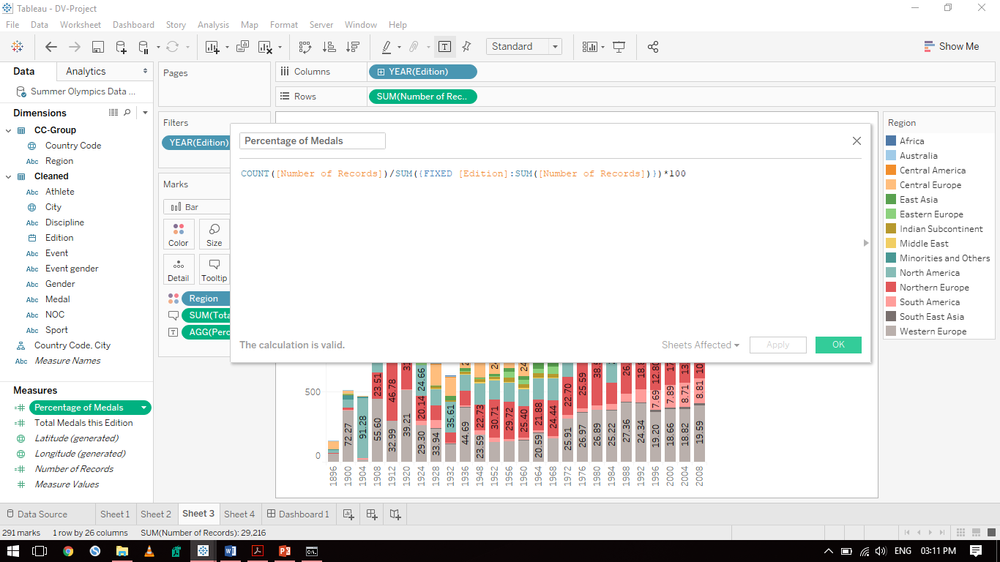 Tableau - DV-Project
File Data Worksheet Dashboard Story Analysis Map Format Server Window Help
Standard
Show Me
Data Analytics
Summer Olympics Data ...
Dimensions
CC-Group
Country Code
Abc Region
Cleaned
Abc Athlete
City
Abc Discipline
Edition
Abc Event
Abc Event gender
Abc Gender
Abc Medal
Abc NOC
Abc Sport
Country Code, City
Abc Measure Names
Measures
Percentage of Medals
Total Medals this Edition
Latitude (generated)
Longitude (generated)
Number of Records
Measure Values
Pages
Filters
YEAR(Edition)
Marks
Bar
Color Size
Detail Tooltip
Region
SUM(Tota
AGG(Perc
Columns YEAR(Edition)
Rows SUM(Number of Rec..
Percentage of Medals
COUNT([Number of Records])/SUM({FIXED [Edition]:SUM([Number of Records])})*100
The calculation is valid.
Sheets Affected Apply OK
500
0
72.27
91.28
55.60 23.51
32.99 46.78
39.21
29.30 20.14 24.66
33.94
35.61
44.69
23.59 22.73
30.71
29.72
25.40
20.59 21.88
24.44
25.91 22.70
26.97 25.59
26.89
25.22
27.36
24.34
19.20 7.69 12.80
18.66 7.89
18.82 8.71
19.59 8.81
1896 1900 1904 1908 1912 1920 1924 1928 1932 1936 1948 1952 1956 1960 1964 1968 1972 1976 1980 1984 1988 1992 1996 2000 2004 2008
Region
Africa
Australia
Central America
Central Europe
East Asia
Eastern Europe
Indian Subcontinent
Middle East
Minorities and Others
North America
Northern Europe
South America
South East Asia
Western Europe
Data Source Sheet 1 Sheet 2 Sheet 3 Sheet 4 Dashboard 1
291 marks 1 row by 26 columns SUM(Number of Records): 29,216
ENG 03:11 PM